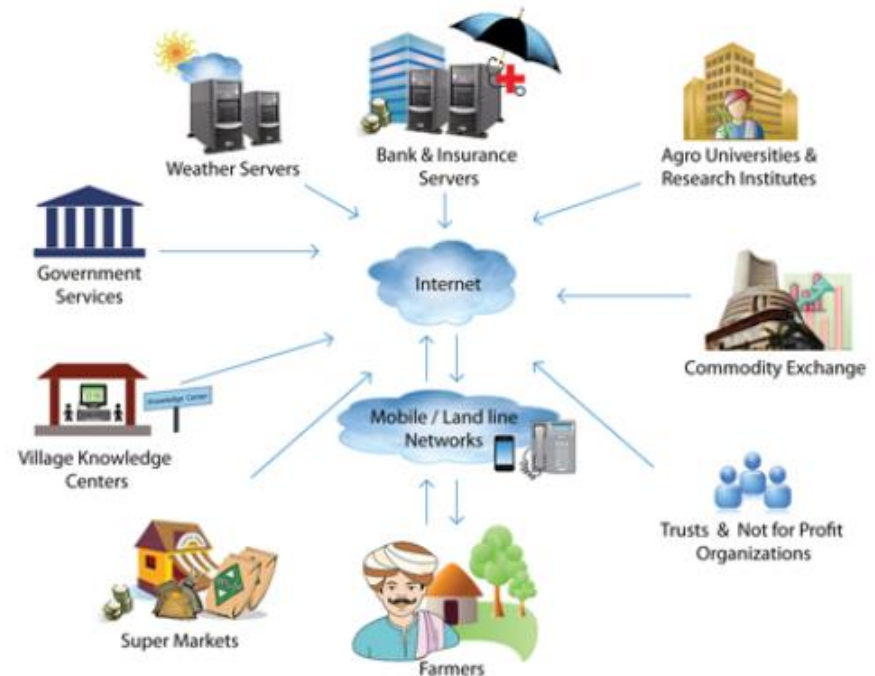 Weather Servers
Bank & Insurance
Servers
Agro Universities &
Research Institutes
Government
Services
Internet
Commodity Exchange
Village Knowledge
Centers
Knowledge Center
Mobile / Land line
Networks
Trusts & Not for Profit
Organizations
Super Markets
Farmers